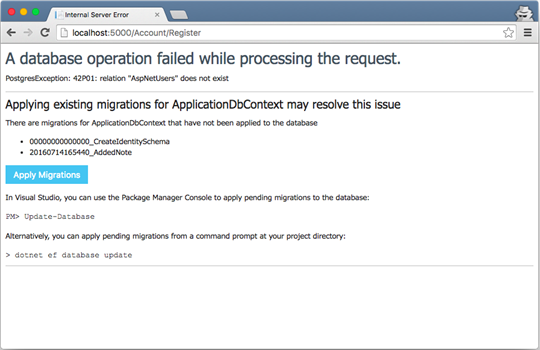 Internal Server Error
localhost:5000/Account/Register
A database operation failed while processing the request.
PostgresException: 42P01: relation "AspNetUsers" does not exist
Applying existing migrations for ApplicationDbContext may resolve this issue
There are migrations for ApplicationDbContext that have not been applied to the database
00000000000000_CreateIdentitySchema
20160714165440_AddedNote
Apply Migrations
In Visual Studio, you can use the Package Manager Console to apply pending migrations to the database:
PM> Update-Database
Alternatively, you can apply pending migrations from a command prompt at your project directory:
> dotnet ef database update